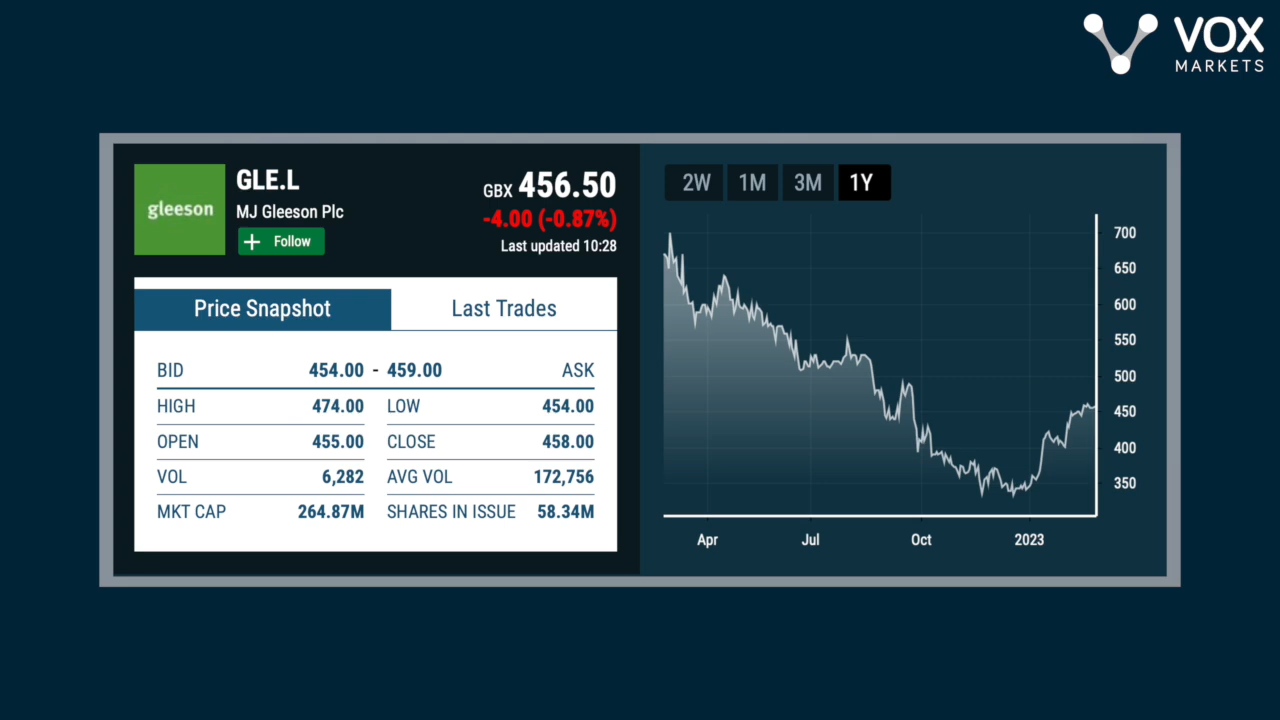 VOX
MARKETS
gleeson
GLE.L
MJ Gleeson Plc
+ Follow
GBX 456.50
-4.00 (-0.87%)
Last updated 10:28
Price Snapshot
Last Trades
BID 454.00 - 459.00 ASK
HIGH 474.00 LOW 454.00
OPEN 455.00 CLOSE 458.00
VOL 6,282 AVG VOL 172,756
MKT CAP 264.87M SHARES IN ISSUE 58.34M
2W 1M 3M 1Y
700
650
600
550
500
450
400
350
Apr Jul Oct 2023